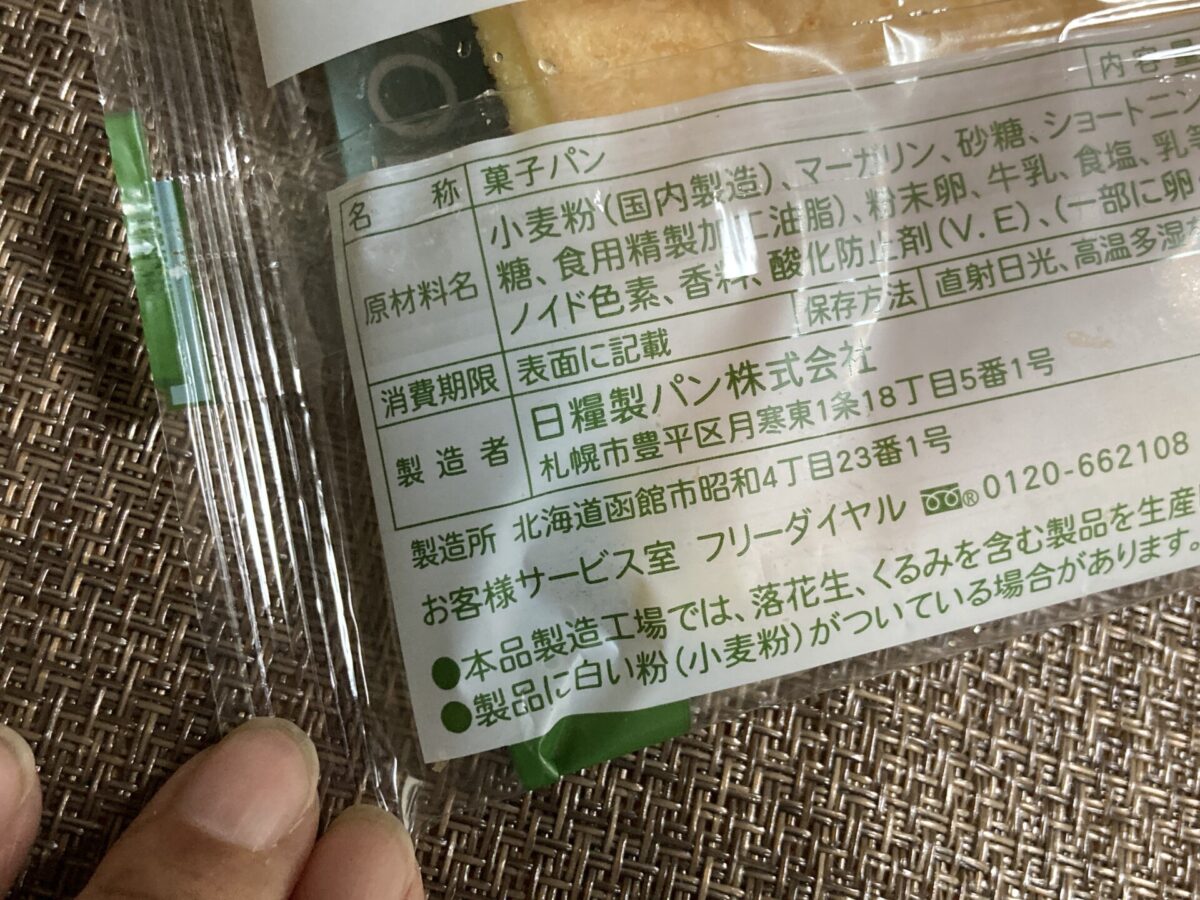 名称 菓子パン 内容量
原材料名 小麦粉(国内製造)、マーガリン、砂糖、ショートニン
糖、食用精製加工油脂)、粉末卵、牛乳、食塩、乳等
ノイド色素、香料、酸化防止剤(V.E)、(一部に卵・
消費期限 表面に記載 保存方法 直射日光、高温多湿
製造者 日糧製パン株式会社
札幌市豊平区月寒東1条18丁目5番1号
製造所 北海道函館市昭和4丁目23番1号
お客様サービス室 フリーダイヤル ® 0120-662108
●本品製造工場では、落花生、くるみを含む製品を生産
●製品に白い粉(小麦粉)がついている場合があります。